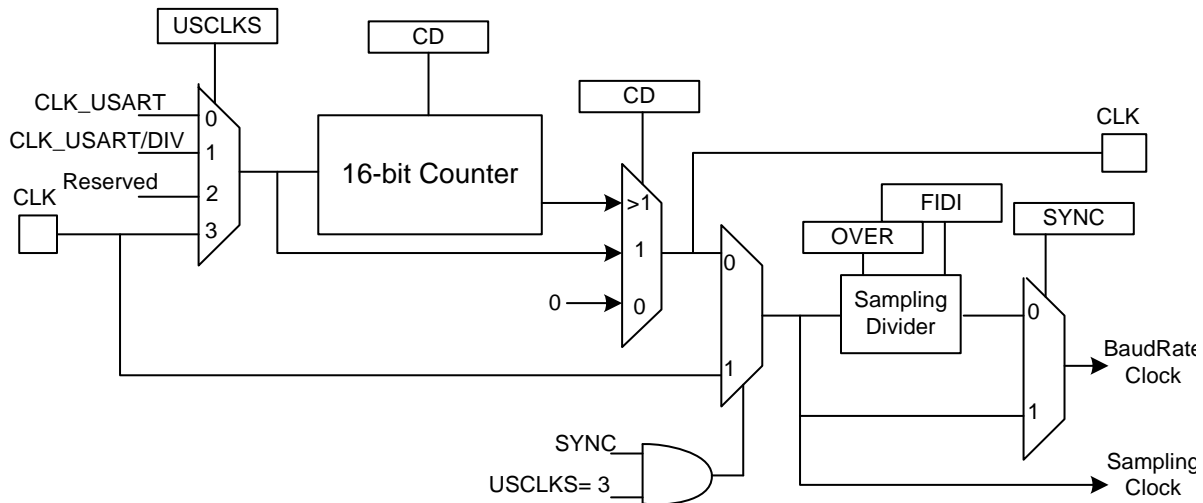 USCLKS
CD
CD
CLK_USART
CLK_USART/DIV
Reserved
CLK
0
1
2
3
16-bit Counter
>1
1
0
0
CLK
0
1
FIDI
OVER
SYNC
Sampling
Divider
0
1
BaudRate
Clock
SYNC
USCLKS= 3
Sampling
Clock